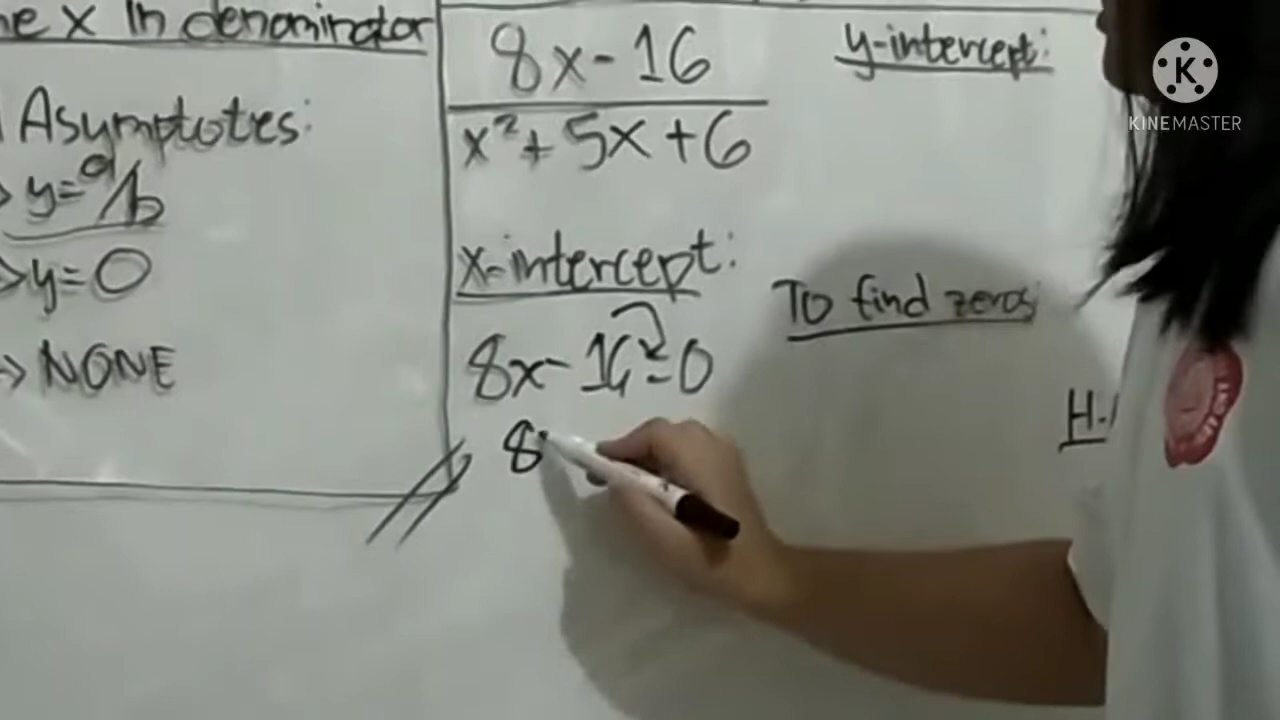 ne x in denominator
Asymptotes:
y=a/b
y=0
-> NONE
8x-16
x²+5x+6
x-intercept:
8x-16=0
8
y-intercept:
To find zeros
H.
K
KINEMASTER